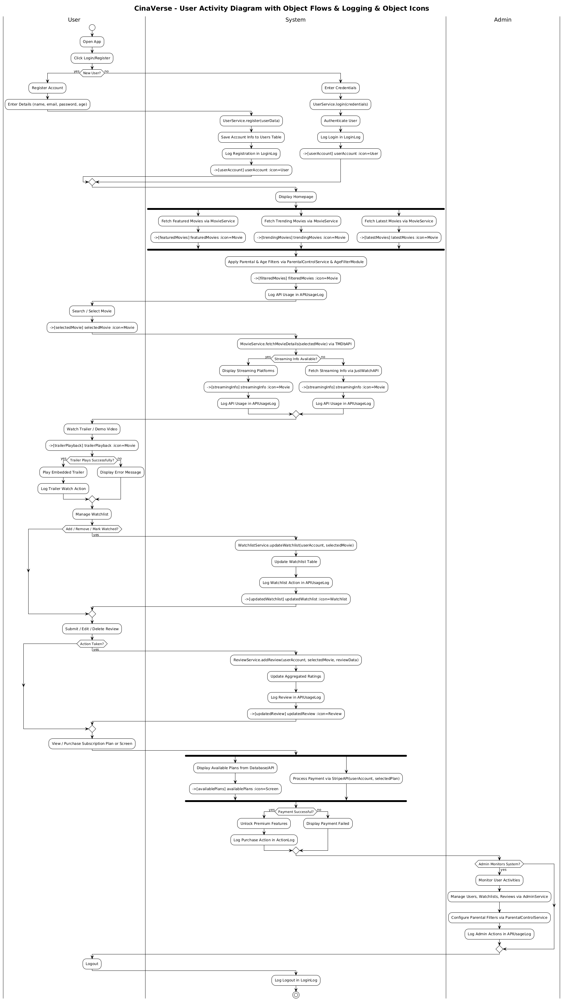 CinaVerse - User Activity Diagram with Object Flows & Logging & Object Icons
User
System
Admin
Open App
Click Login/Register
yes
New User?
no
Register Account
Enter Credentials
Enter Details (name, email, password, age)
UserService.login(credentials)
UserService.register(userData)
Authenticate User
Save Account Info to Users Table
Log Login in LoginLog
Log Registration in LoginLog
->[userAccount] userAccount :icon=User
->[userAccount] userAccount :icon=User
Display Homepage
Fetch Featured Movies via MovieService
Fetch Trending Movies via MovieService
Fetch Latest Movies via MovieService
->[featuredMovies] featuredMovies :icon=Movie
->[trendingMovies] trendingMovies :icon=Movie
->[latestMovies] latestMovies :icon=Movie
Apply Parental & Age Filters via ParentalControlService & AgeFilterModule
->[filteredMovies] filteredMovies :icon=Movie
Log API Usage in APIUsageLog
Search / Select Movie
->[selectedMovie] selectedMovie :icon=Movie
MovieService.fetchMovieDetails(selectedMovie) via TMDbAPI
yes
Streaming Info Available?
no
Display Streaming Platforms
Fetch Streaming Info via JustWatchAPI
->[streamingInfo] streamingInfo :icon=Movie
->[streamingInfo] streamingInfo :icon=Movie
Log API Usage in APIUsageLog
Log API Usage in APIUsageLog
Watch Trailer / Demo Video
->[trailerPlayback] trailerPlayback :icon=Movie
yes
Trailer Plays Successfully?
no
Play Embedded Trailer
Display Error Message
Log Trailer Watch Action
Manage Watchlist
Add / Remove / Mark Watched?
yes
WatchlistService.updateWatchlist(userAccount, selectedMovie)
Update Watchlist Table
Log Watchlist Action in APIUsageLog
->[updatedWatchlist] updatedWatchlist :icon=Watchlist
Submit / Edit / Delete Review
Action Taken?
yes
ReviewService.addReview(userAccount, selectedMovie, reviewData)
Update Aggregated Ratings
Log Review in APIUsageLog
->[updatedReview] updatedReview :icon=Review
View / Purchase Subscription Plan or Screen
Display Available Plans from Database/API
Process Payment via StripeAPI(userAccount, selectedPlan)
->[availablePlans] availablePlans :icon=Screen
yes
Payment Successful?
no
Unlock Premium Features
Display Payment Failed
Log Purchase Action in ActionLog
Admin Monitors System?
yes
Monitor User Activities
Manage Users, Watchlists, Reviews via AdminService
Configure Parental Filters via ParentalControlService
Log Admin Actions in APIUsageLog
Logout
Log Logout in LoginLog